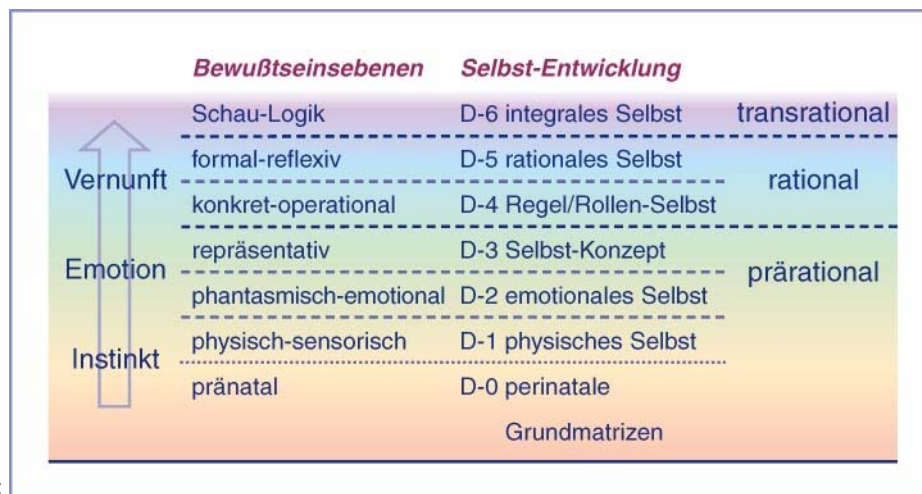 Bewußtseinsebenen Selbst-Entwicklung
Schau-Logik D-6 integrales Selbst transrational
formal-reflexiv D-5 rationales Selbst
Vernunft rational
konkret-operational D-4 Regel/Rollen-Selbst
repräsentativ D-3 Selbst-Konzept
Emotion prärational
phantasmisch-emotional D-2 emotionales Selbst
physisch-sensorisch D-1 physisches Selbst
Instinkt
pränatal D-0 perinatale
Grundmatrizen